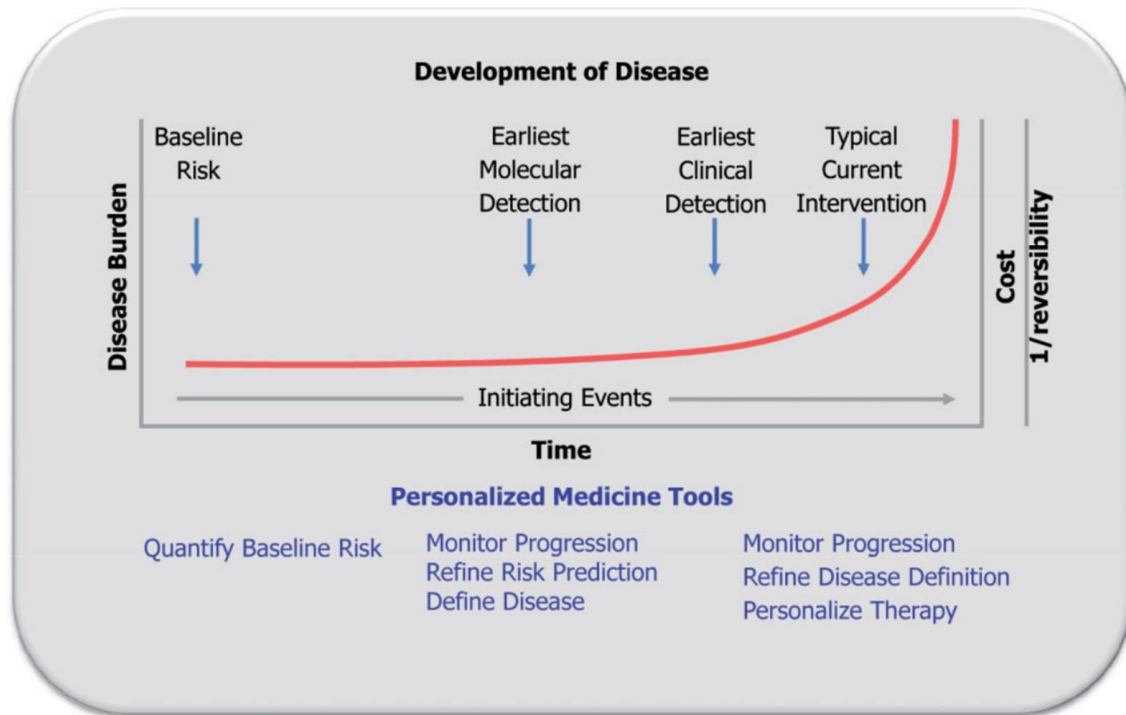 Development of Disease
Baseline
Risk
Earliest
Molecular
Detection
Earliest
Clinical
Detection
Typical
Current
Intervention
Disease Burden
Cost
1/reversibility
Initiating Events
Time
Personalized Medicine Tools
Quantify Baseline Risk
Monitor Progression
Refine Risk Prediction
Define Disease
Monitor Progression
Refine Disease Definition
Personalize Therapy